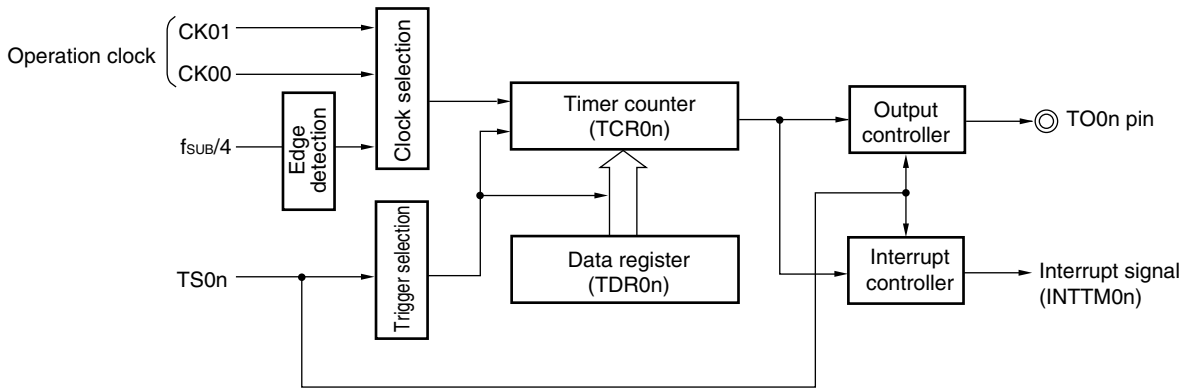 Operation clock
CK01
CK00
fSUB/4
Edge
detection
Clock selection
TS0n
Trigger selection
Timer counter
(TCR0n)
Data register
(TDR0n)
Output
controller
TO0n pin
Interrupt
controller
Interrupt signal
(INTTM0n)